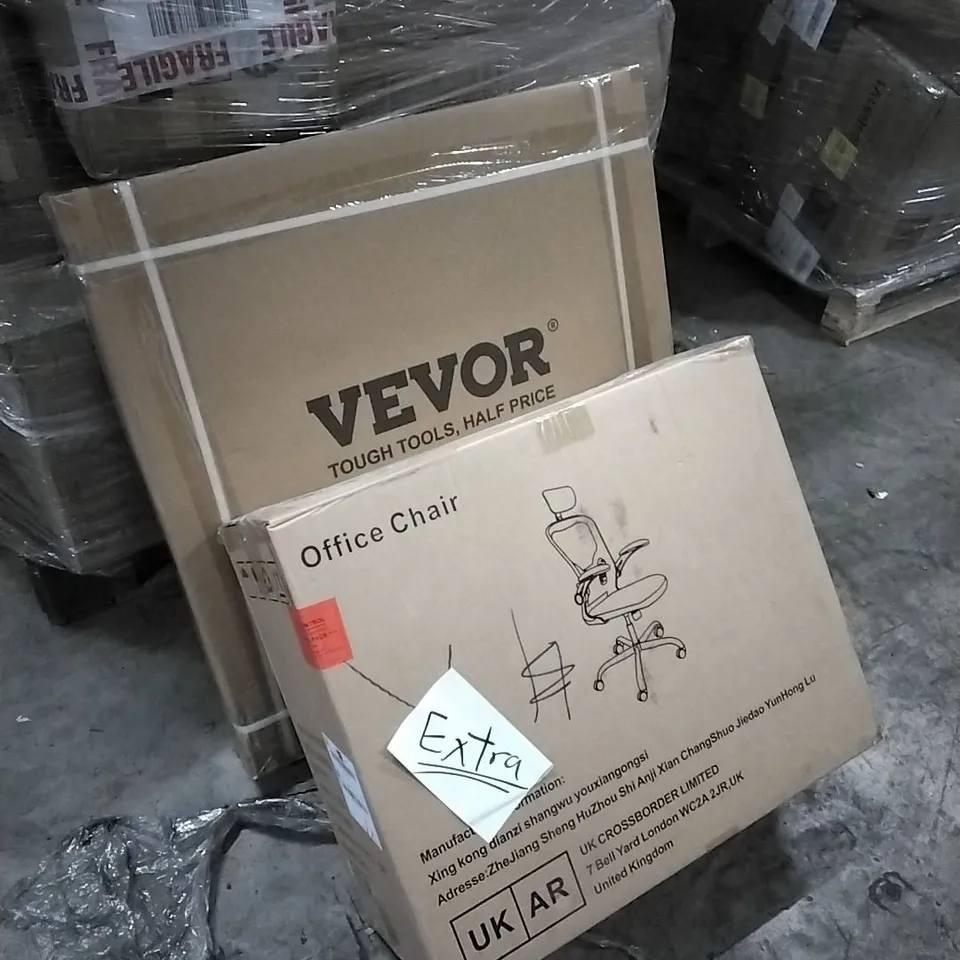 FRAGILE
FRAGILE
VEVOR®
TOUGH TOOLS, HALF PRICE
Office Chair
Extra
Xing kong dianzi shangwu youxiangongsi
Adresse:ZheJiang Sheng HuZhou Shi Anji Xian ChangShuo Jiedao YunHong Lu
UK AR
UK CROSSBORDER LIMITED
7 Bell Yard London WC2A 2JR,UK
United Kingdom